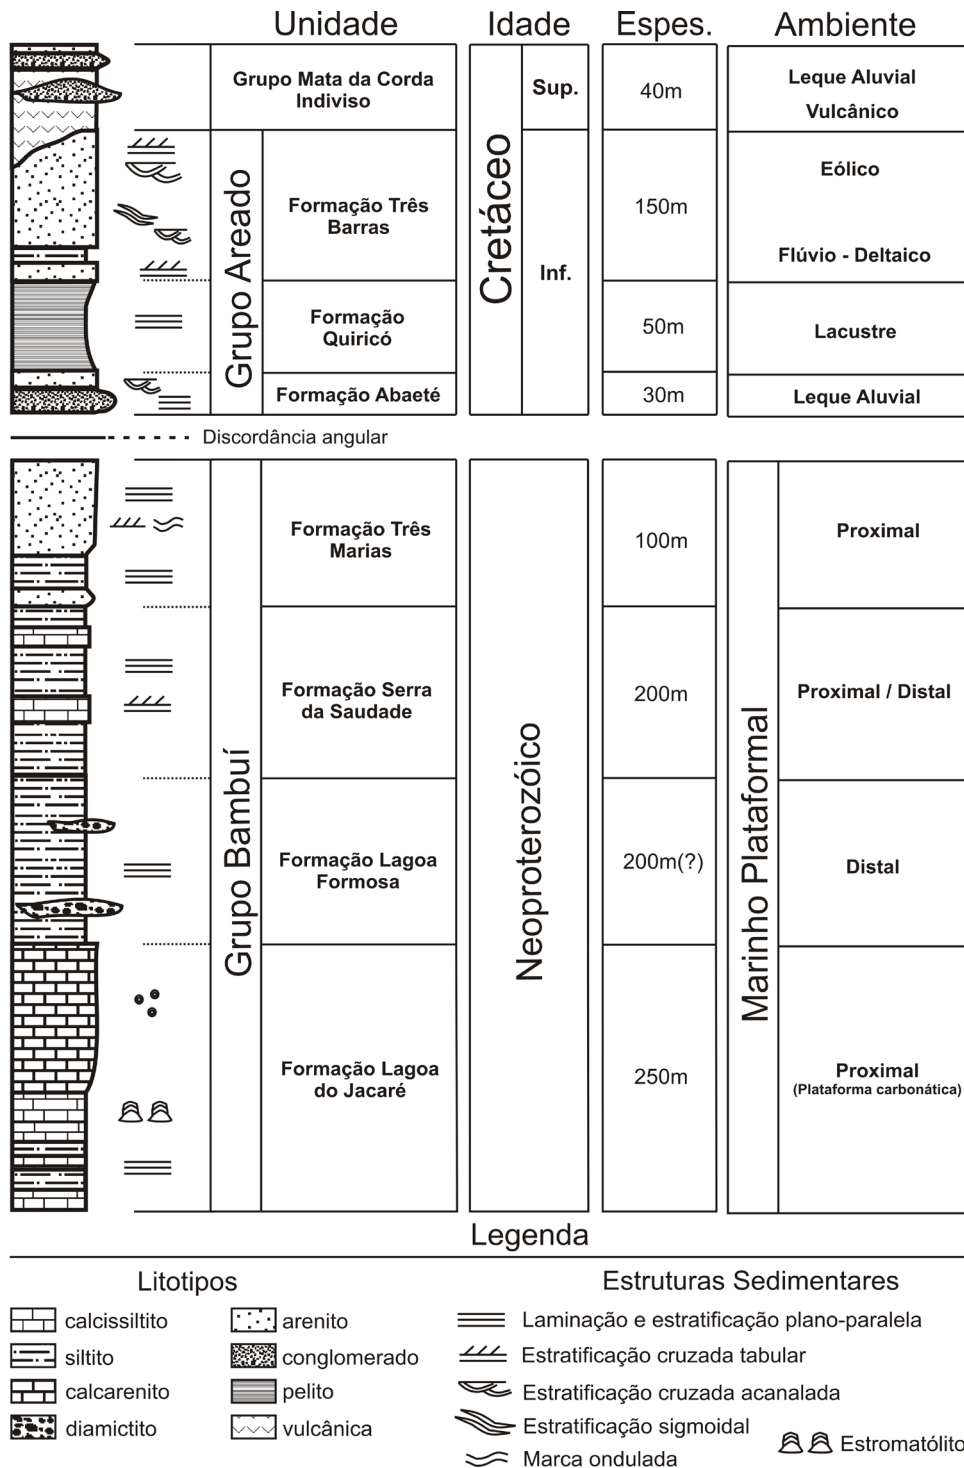 Unidade
Idade
Espes.
Ambiente
Grupo Mata da Corda
Indiviso
Cretáceo
Sup.
40m
Leque Aluvial
Vulcânico
Grupo Areado
Formação Três
Barras
Inf.
150m
Eólico
Flúvio - Deltaico
Formação
Quiricó
50m
Lacustre
Formação Abaeté
30m
Leque Aluvial
Discordância angular
Grupo Bambuí
Formação Três
Marias
Neoproterozóico
100m
Marinho Plataformal
Proximal
Formação Serra
da Saudade
200m
Proximal / Distal
Formação Lagoa
Formosa
200m(?)
Distal
Formação Lagoa
do Jacaré
250m
Proximal
(Plataforma carbonática)
Legenda
Litotipos
calcissiltito
siltito
calcarenito
diamictito
arenito
conglomerado
pelito
vulcânica
Estruturas Sedimentares
Laminação e estratificação plano-paralela
Estratificação cruzada tabular
Estratificação cruzada acanalada
Estratificação sigmoidal
Marca ondulada
Estromatólito